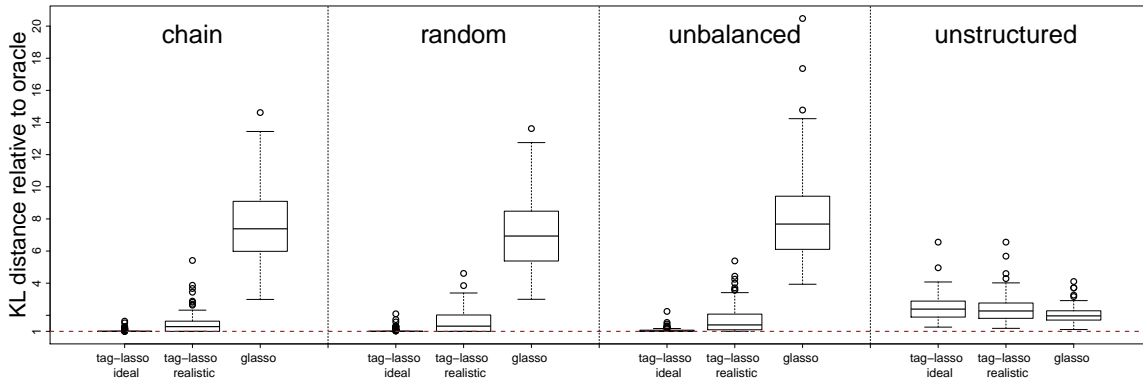 KL distance relative to oracle
20
18
16
14
12
10
8
6
4
1
chain
random
unbalanced
unstructured
tag−lasso
ideal
tag−lasso
realistic
glasso
tag−lasso
ideal
tag−lasso
realistic
glasso
tag−lasso
ideal
tag−lasso
realistic
glasso
tag−lasso
ideal
tag−lasso
realistic
glasso